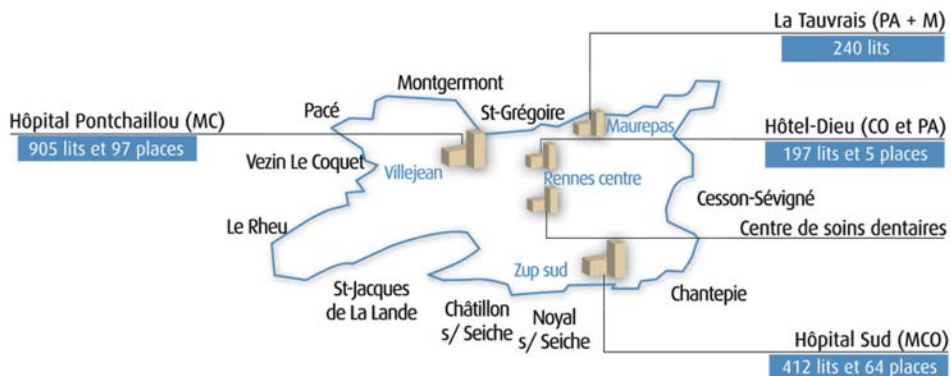 La Tauvrais (PA + M)
240 lits
Montgermont
St-Grégoire
Pacé
Maurepas
Hôpital Pontchaillou (MC)
905 lits et 97 places
Hôtel-Dieu (CO et PA)
197 lits et 5 places
Vezin Le Coquet
Villejean
Rennes centre
Cesson-Sévigné
Le Rheu
Centre de soins dentaires
Zup sud
St-Jacques
de La Lande
Châtillon
s/ Seiche
Noyal
s/ Seiche
Chantepie
Hôpital Sud (MCO)
412 lits et 64 places